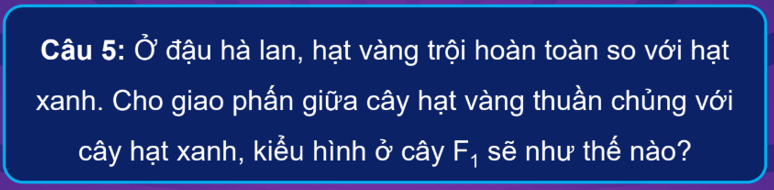 Câu 5: Ở đậu hà lan, hạt vàng trội hoàn toàn so với hạt
xanh. Cho giao phấn giữa cây hạt vàng thuần chủng với
cây hạt xanh, kiểu hình ở cây F₁ sẽ như thế nào?